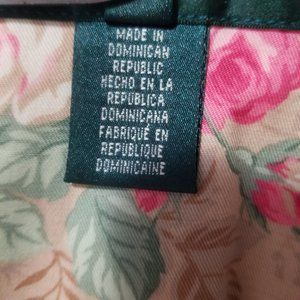 MADE IN
DOMINICAN
REPUBLIC
HECHO EN LA
REPÚBLICA
DOMINICANA
FABRIQUÉ EN
RÉPUBLIQUE
DOMINICAINE